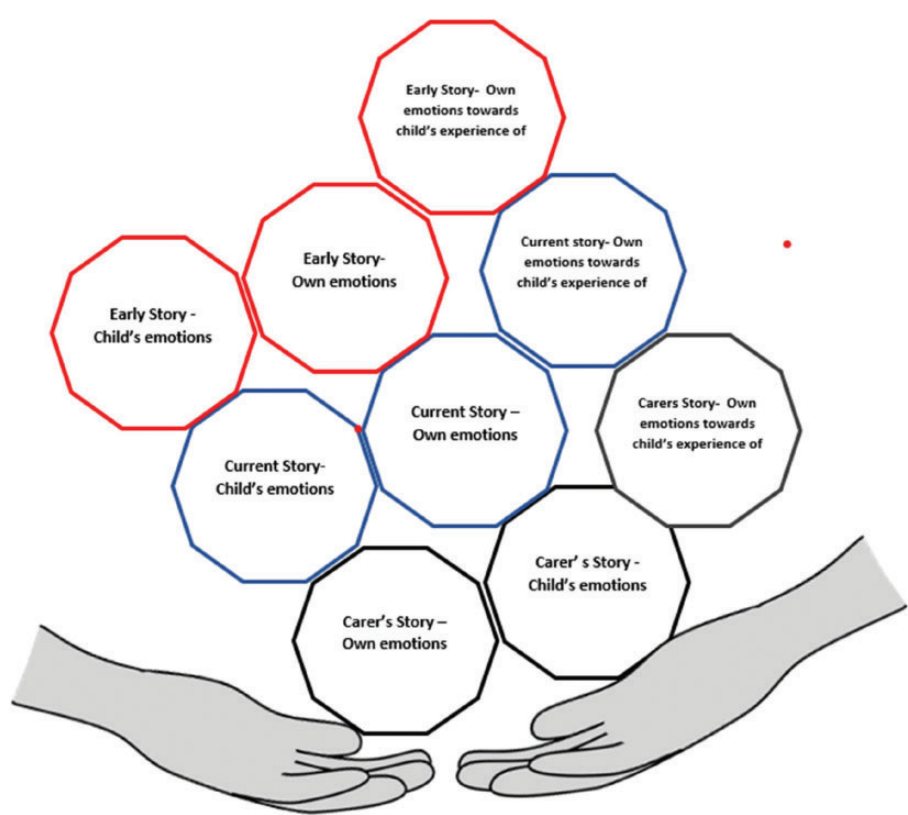 Early Story-  Own
emotions towards
child's experience of
Early Story-
Own emotions
Current story- Own
emotions towards
child's experience of
Early Story -
Child's emotions
Current Story –
Own emotions
Carers Story-  Own
emotions towards
child's experience of
Current Story-
Child's emotions
Carer' s Story -
Child's emotions
Carer's Story –
Own emotions